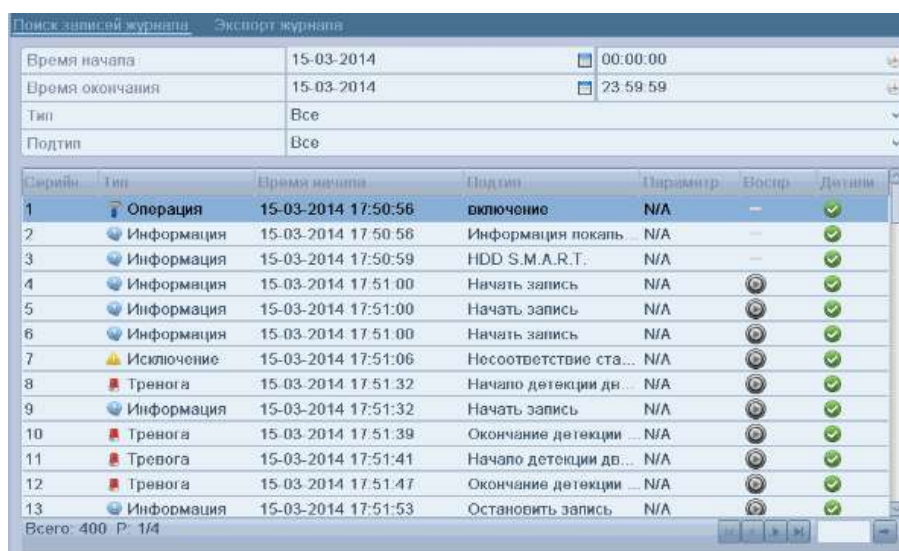 Поиск записей журнала Экспорт журнала
Время начала 15-03-2014 00:00:00
Время окончания 15-03-2014 23:59:59
Тип Все
Подтип Все
Серийн. Тип Время начала Подтип Параметр Воспр Детали
1 Операция 15-03-2014 17:50:56 включение N/A —
2 Информация 15-03-2014 17:50:56 Информация локаль... N/A —
3 Информация 15-03-2014 17:50:59 HDD S.M.A.R.T. N/A —
4 Информация 15-03-2014 17:51:00 Начать запись N/A
5 Информация 15-03-2014 17:51:00 Начать запись N/A
6 Информация 15-03-2014 17:51:00 Начать запись N/A
7 Исключение 15-03-2014 17:51:06 Несоответствие ста... N/A
8 Тревога 15-03-2014 17:51:32 Начало детекции дв... N/A
9 Информация 15-03-2014 17:51:32 Начать запись N/A
10 Тревога 15-03-2014 17:51:39 Окончание детекции ... N/A
11 Тревога 15-03-2014 17:51:41 Начало детекции дв... N/A
12 Тревога 15-03-2014 17:51:47 Окончание детекции ... N/A
13 Информация 15-03-2014 17:51:53 Остановить запись N/A
Всего: 400 P: 1/4